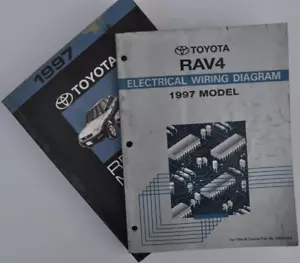 1997
TOYOTA
TOYOTA
RAV4
ELECTRICAL WIRING DIAGRAM
1997 MODEL